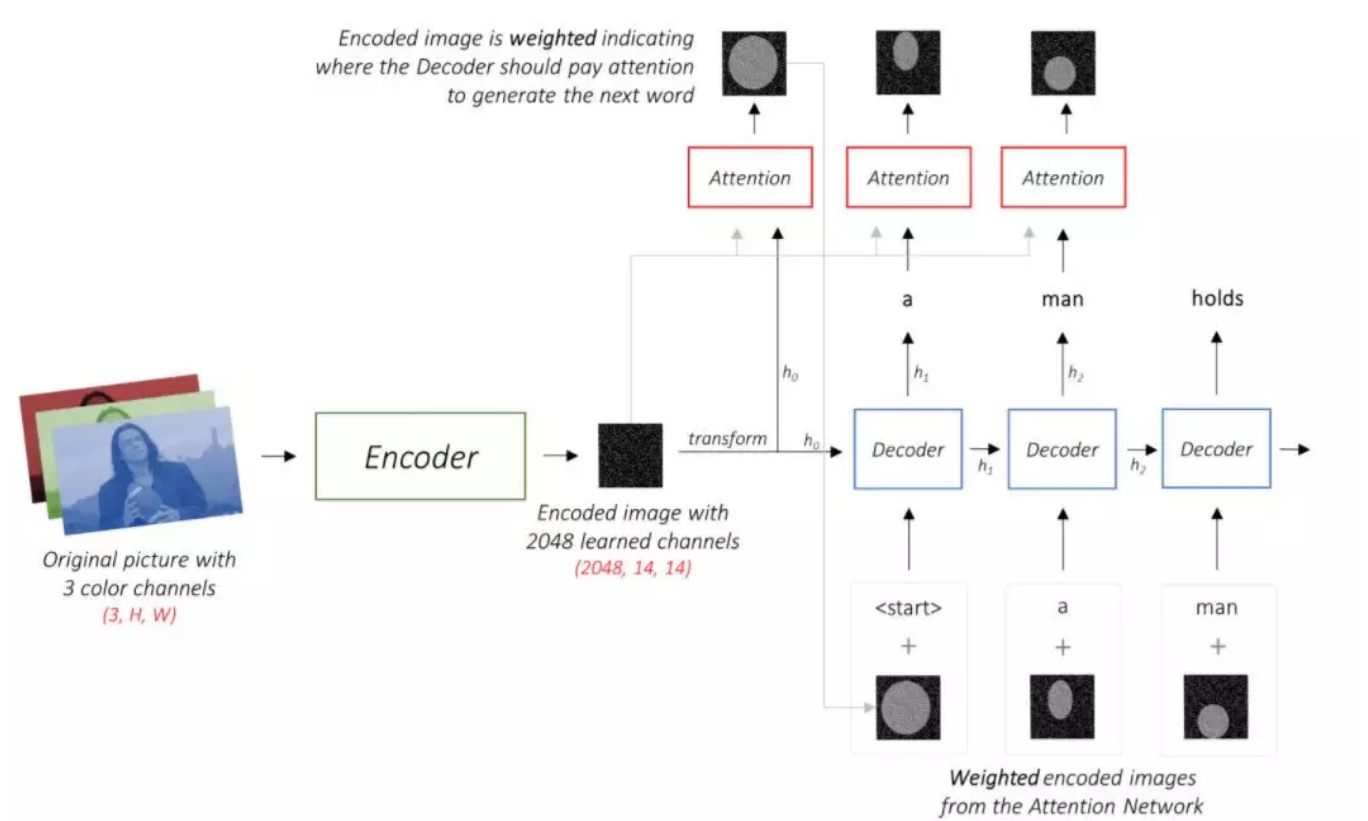 Encoded image is weighted indicating
where the Decoder should pay attention
to generate the next word
Attention
Attention
Attention
a
man
holds
h0
h1
h2
Encoder
transform
h0
Decoder
h1
Decoder
h2
Decoder
Original picture with
3 color channels
(3, H, W)
Encoded image with
2048 learned channels
(2048, 14, 14)
<start>
a
man
+
+
+
Weighted encoded images
from the Attention Network